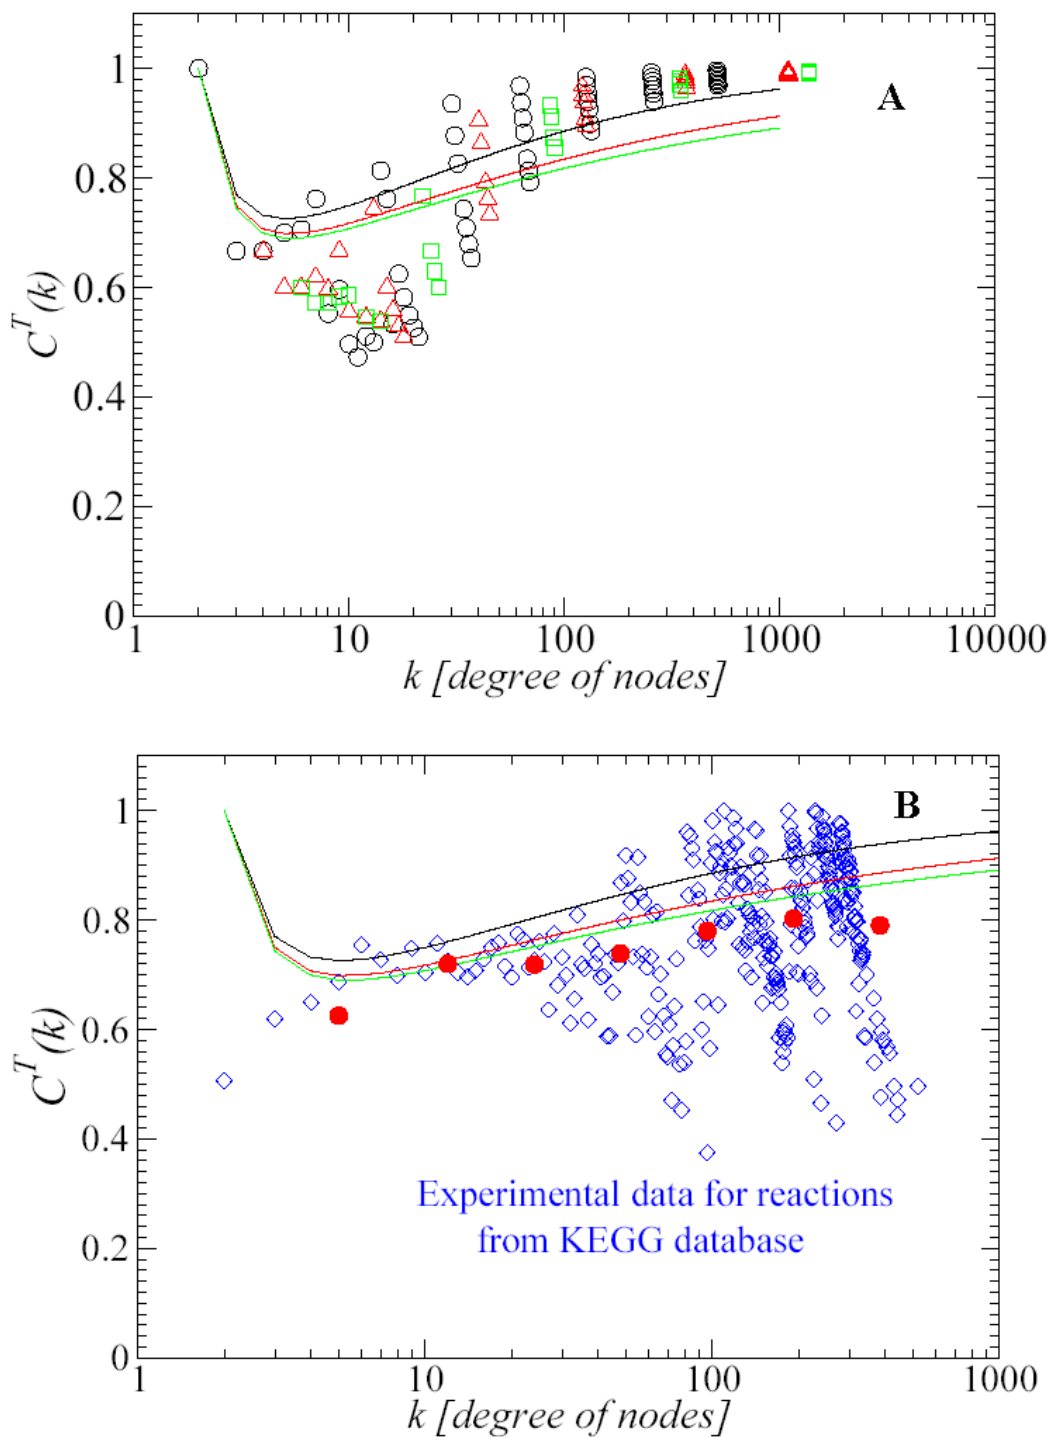 1
0.8
0.6
0.4
0.2
0
A
C^T(k)
1 10 100 1000 10000
k [degree of nodes]
1
0.8
0.6
0.4
0.2
0
B
C^T(k)
Experimental data for reactions
from KEGG database
1 10 100 1000
k [degree of nodes]